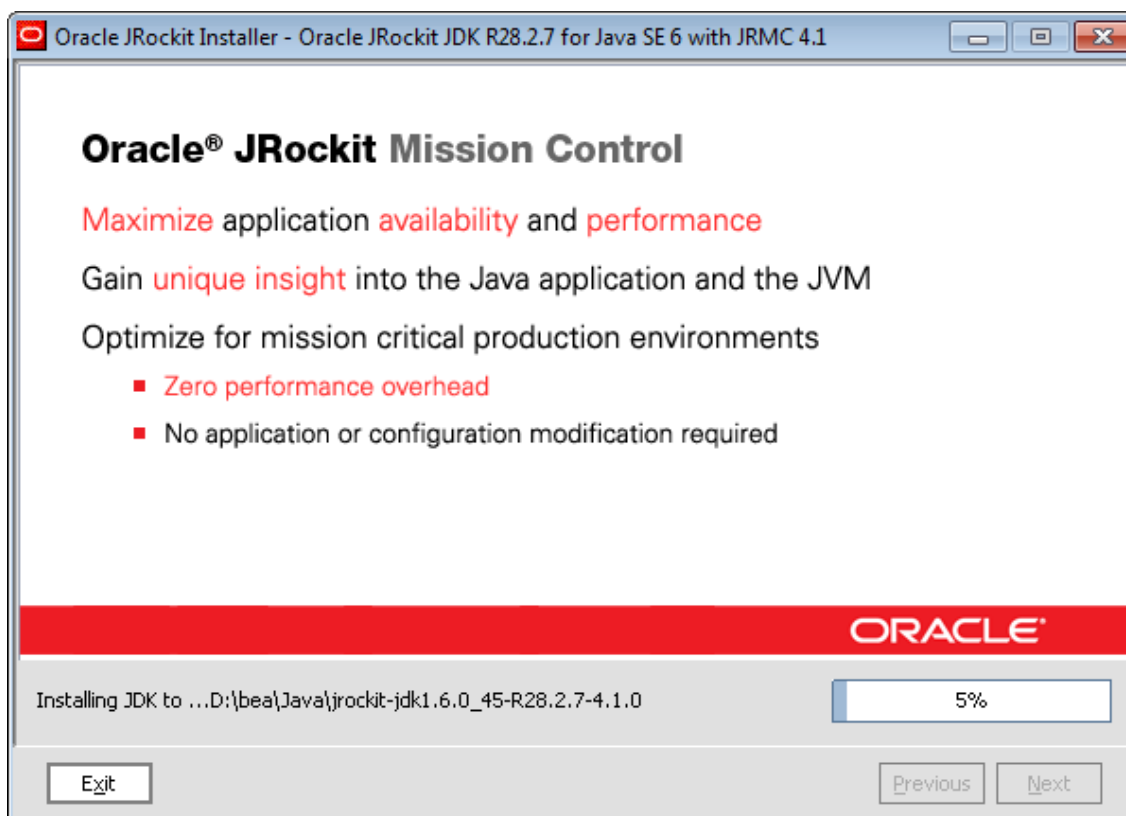 Oracle JRockit Installer - Oracle JRockit JDK R28.2.7 for Java SE 6 with JRMC 4.1
Oracle® JRockit Mission Control
Maximize application availability and performance
Gain unique insight into the Java application and the JVM
Optimize for mission critical production environments
Zero performance overhead
No application or configuration modification required
ORACLE
Installing JDK to ...D:\bea\Java\jrockit-jdk1.6.0_45-R28.2.7-4.1.0
5%
Exit
Previous
Next